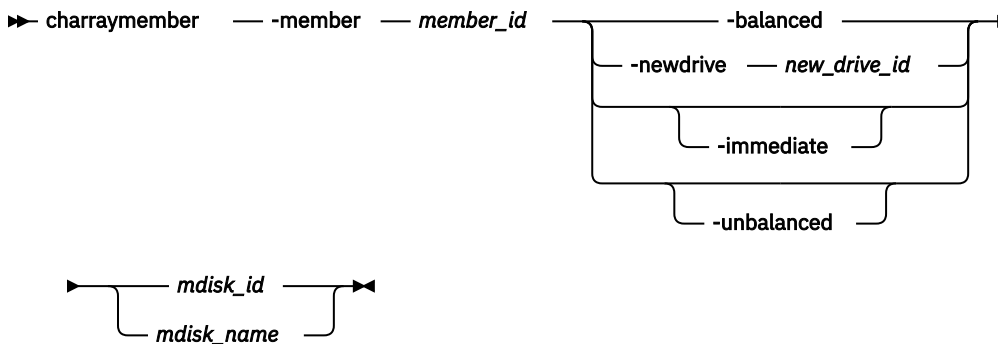 charraymember -member member_id -balanced
-newdrive new_drive_id
-immediate
-unbalanced
mdisk_id
mdisk_name